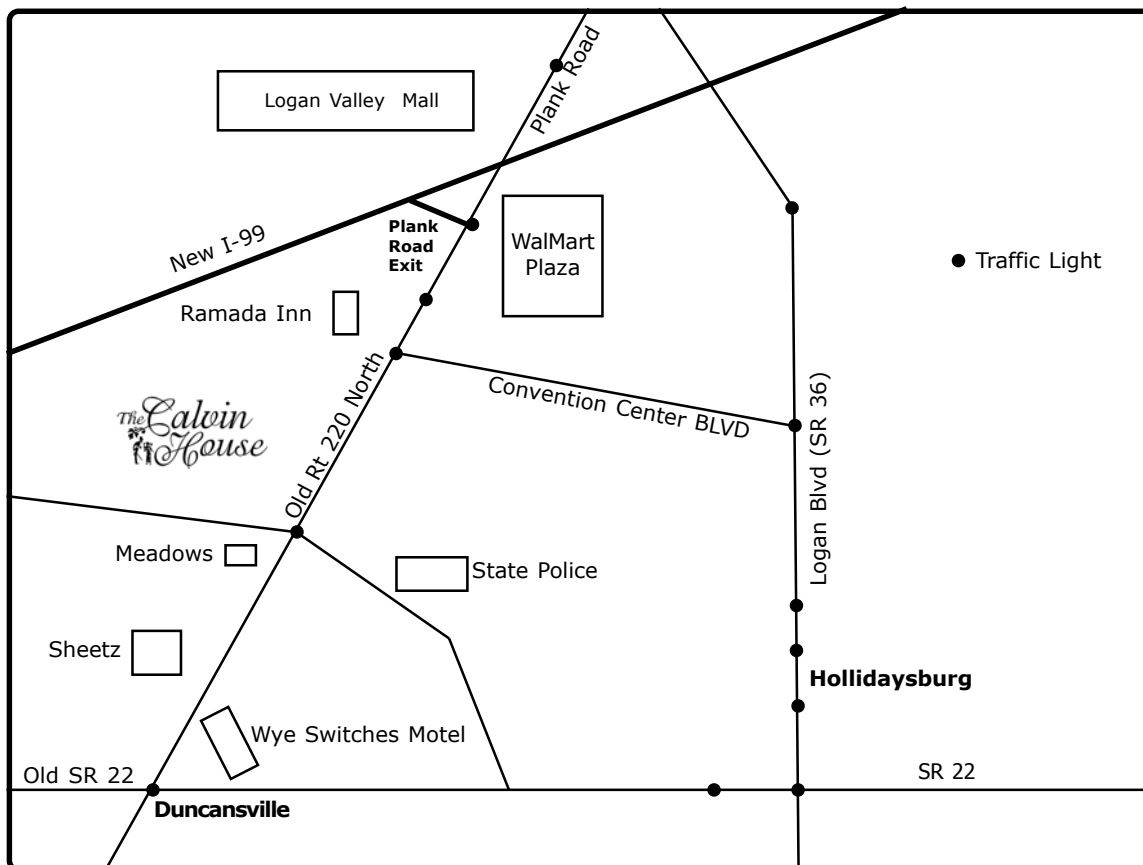 Plank Road
Logan Valley Mall
New I-99
Plank
Road
Exit
WalMart
Plaza
Traffic Light
Ramada Inn
Old Rt 220 North
Convention Center BLVD
Logan Blvd (SR 36)
The Calvin
House
Meadows
State Police
Sheetz
Hollidaysburg
Wye Switches Motel
Old SR 22
SR 22
Duncansville